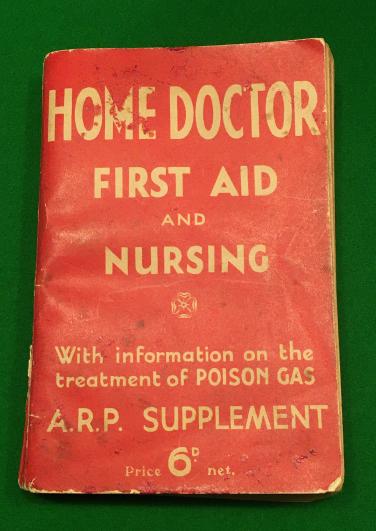 HOME DOCTOR
FIRST AID
AND
NURSING
With information on the
treatment of POISON GAS
A.R.P. SUPPLEMENT
Price 6D. net.